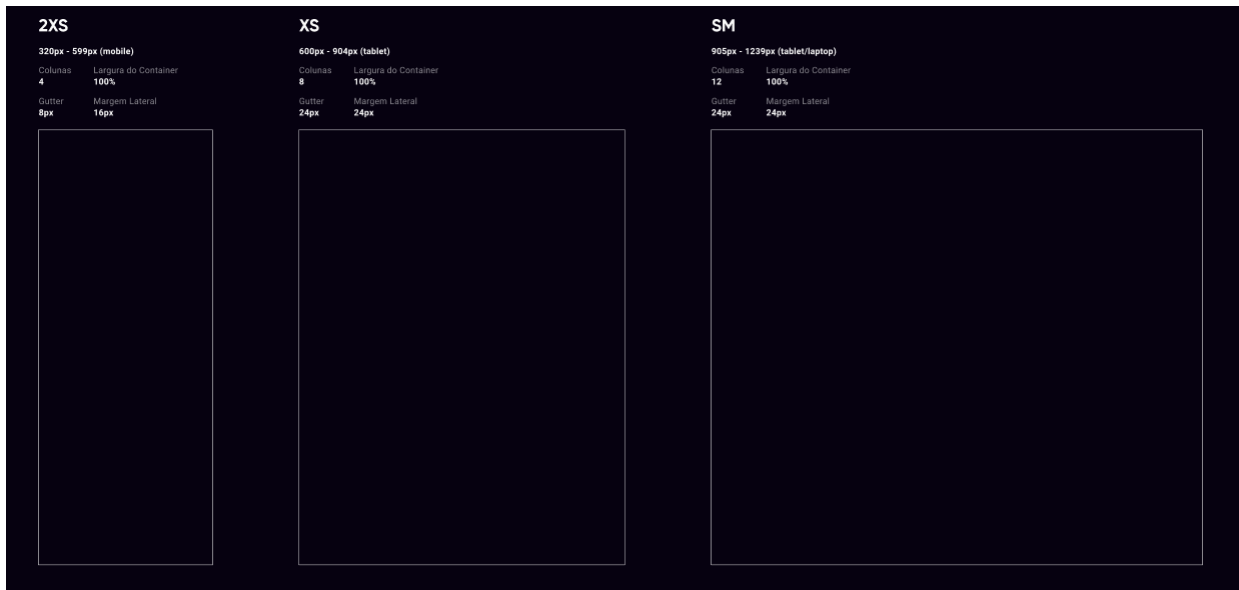 2XS
320px - 599px (mobile)
Colunas Largura do Container
4 100%
Gutter Margem Lateral
8px 16px
XS
600px - 904px (tablet)
Colunas Largura do Container
8 100%
Gutter Margem Lateral
24px 24px
SM
905px - 1239px (tablet/laptop)
Colunas Largura do Container
12 100%
Gutter Margem Lateral
24px 24px